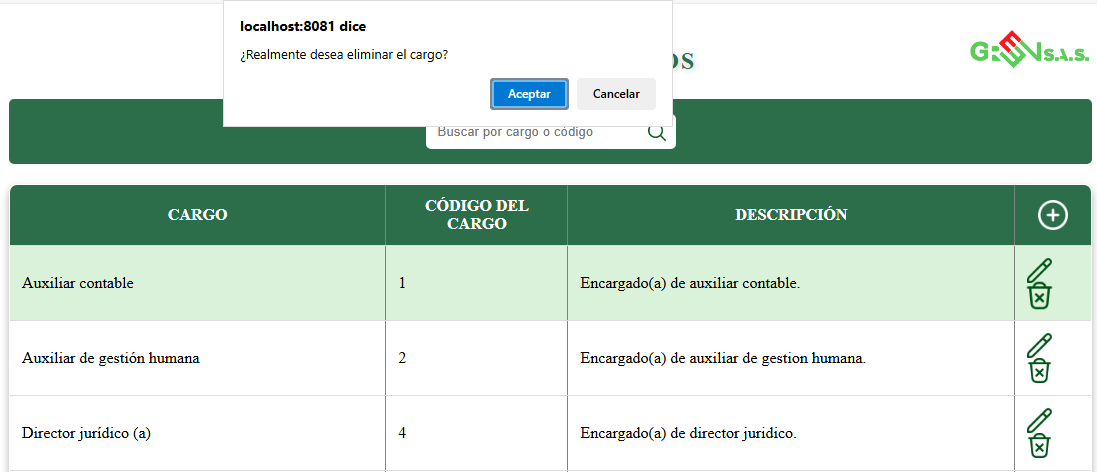 localhost:8081 dice
¿Realmente desea eliminar el cargo?
Aceptar Cancelar
GREEN S.A.S.
Buscar por cargo o código
CARGO
CÓDIGO DEL
CARGO
DESCRIPCIÓN
Auxiliar contable 1 Encargado(a) de auxiliar contable.
Auxiliar de gestión humana 2 Encargado(a) de auxiliar de gestion humana.
Director jurídico (a) 4 Encargado(a) de director juridico.